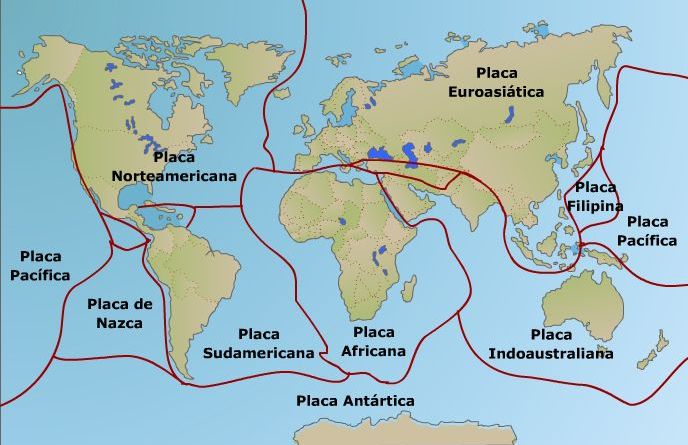 Placa
Euroasiática
Placa
Norteamericana
Placa
Filipina
Placa
Pacífica
Placa
Pacífica
Placa de
Nazca
Placa
Sudamericana
Placa
Africana
Placa
Indoaustraliana
Placa Antártica